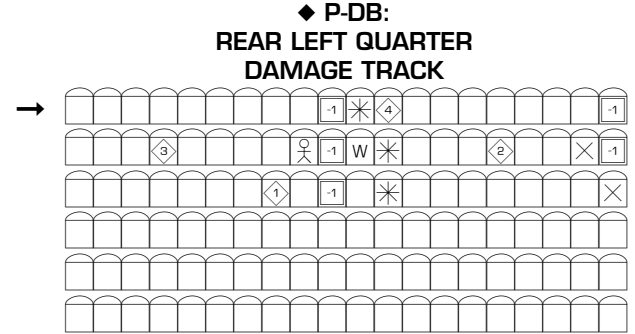 ◆ P-DB:
REAR LEFT QUARTER
DAMAGE TRACK
-1 4 -1
3 -1 W 2 -1
1 -1